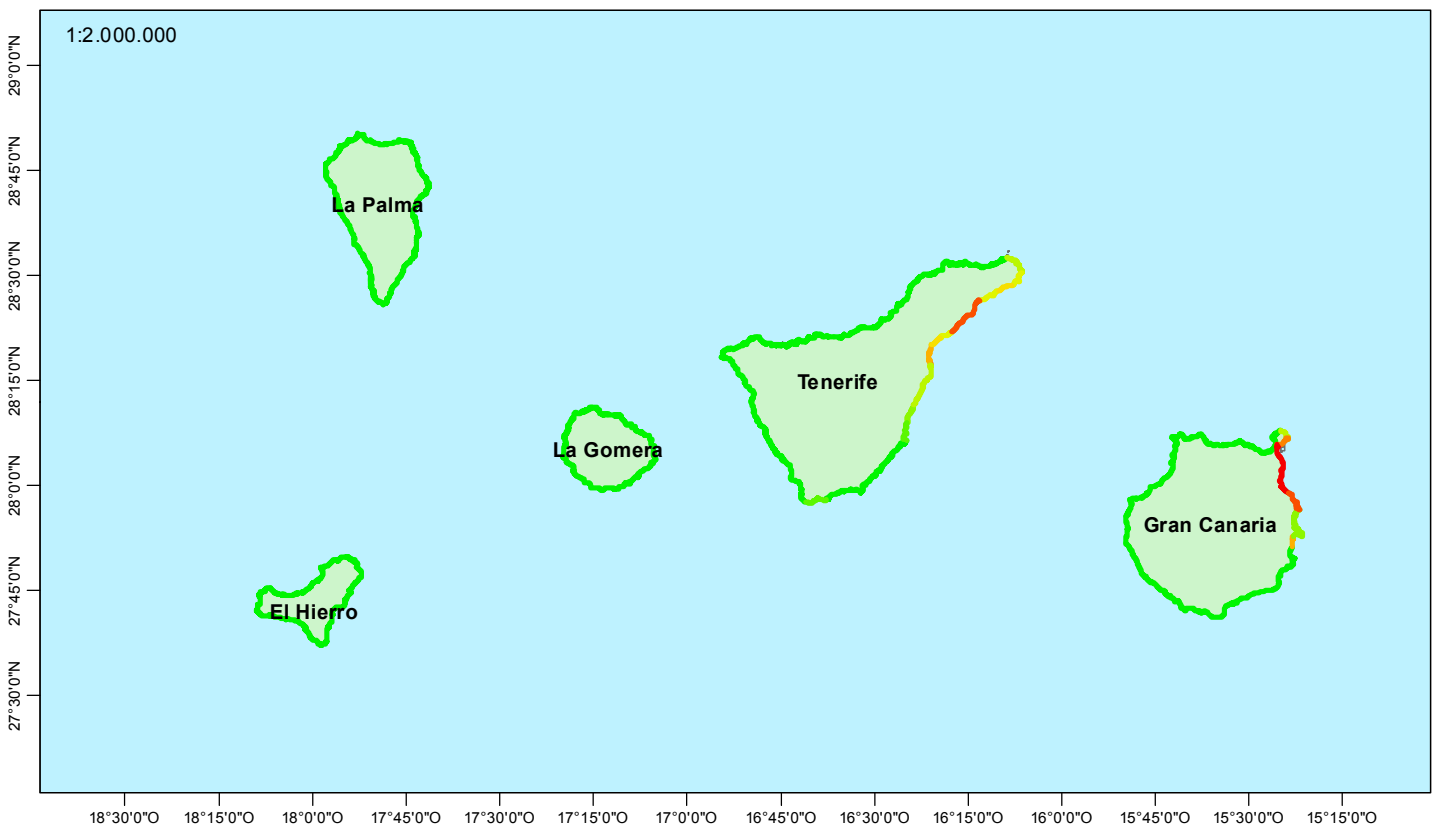 1:2.000.000
29°0'0"N
28°45'0"N
28°30'0"N
28°15'0"N
28°0'0"N
27°45'0"N
27°30'0"N
La Palma
Tenerife
La Gomera
Gran Canaria
El Hierro
18°30'0"O
18°15'0"O
18°0'0"O
17°45'0"O
17°30'0"O
17°15'0"O
17°0'0"O
16°45'0"O
16°30'0"O
16°15'0"O
16°0'0"O
15°45'0"O
15°30'0"O
15°15'0"O